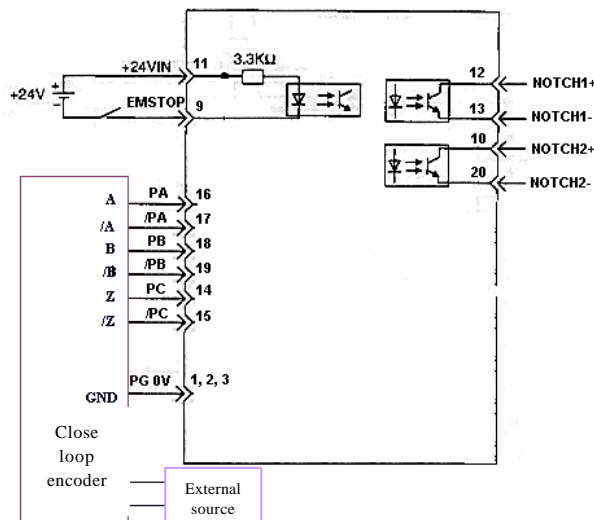 +24VIN 11 3.3KΩ
+24V
EMSTOP 9
12 NOTCH1+
13 NOTCH1-
10 NOTCH2+
20 NOTCH2-
A PA 16
/A /PA 17
B PB 18
/B /PB 19
Z PC 14
/Z /PC 15
GND PG 0V 1, 2, 3
Close
loop
encoder
External
source